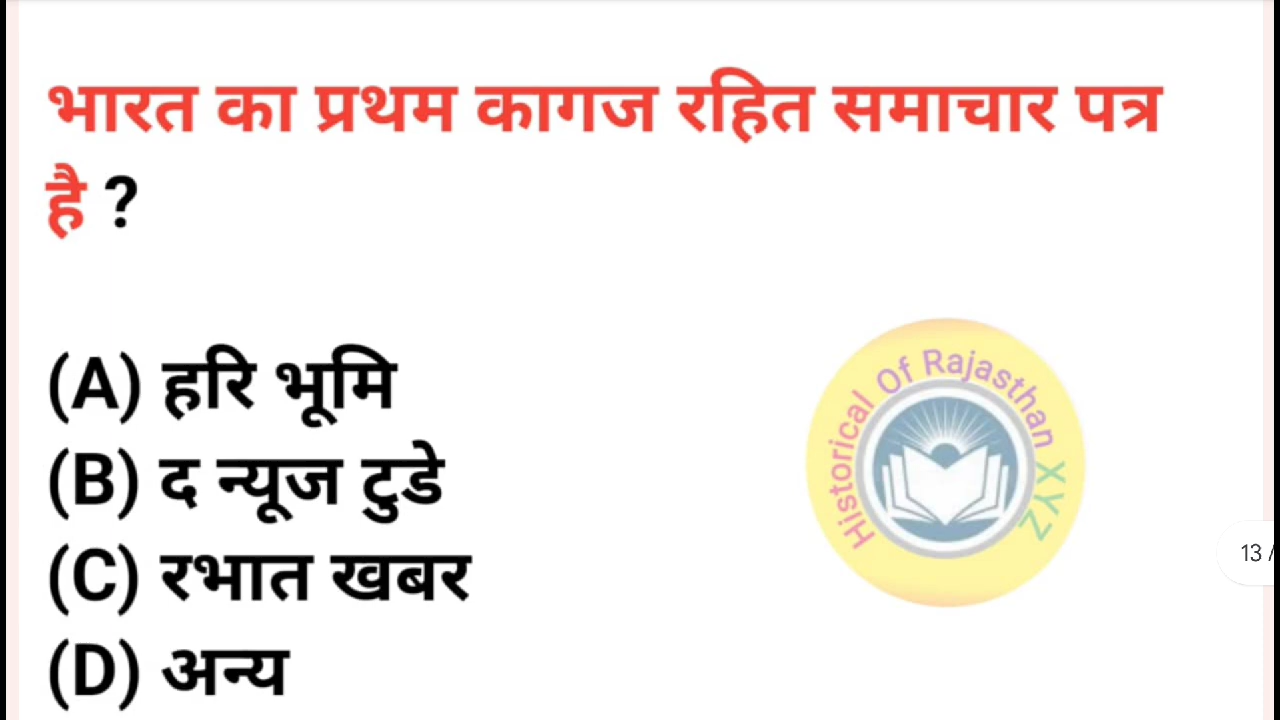 भारत का प्रथम कागज रहित समाचार पत्र
है ?
(A) हरि भूमि
(B) द न्यूज टुडे
(C) रभात खबर
(D) अन्य
Historical Of Rajasthan XYZ
13 /